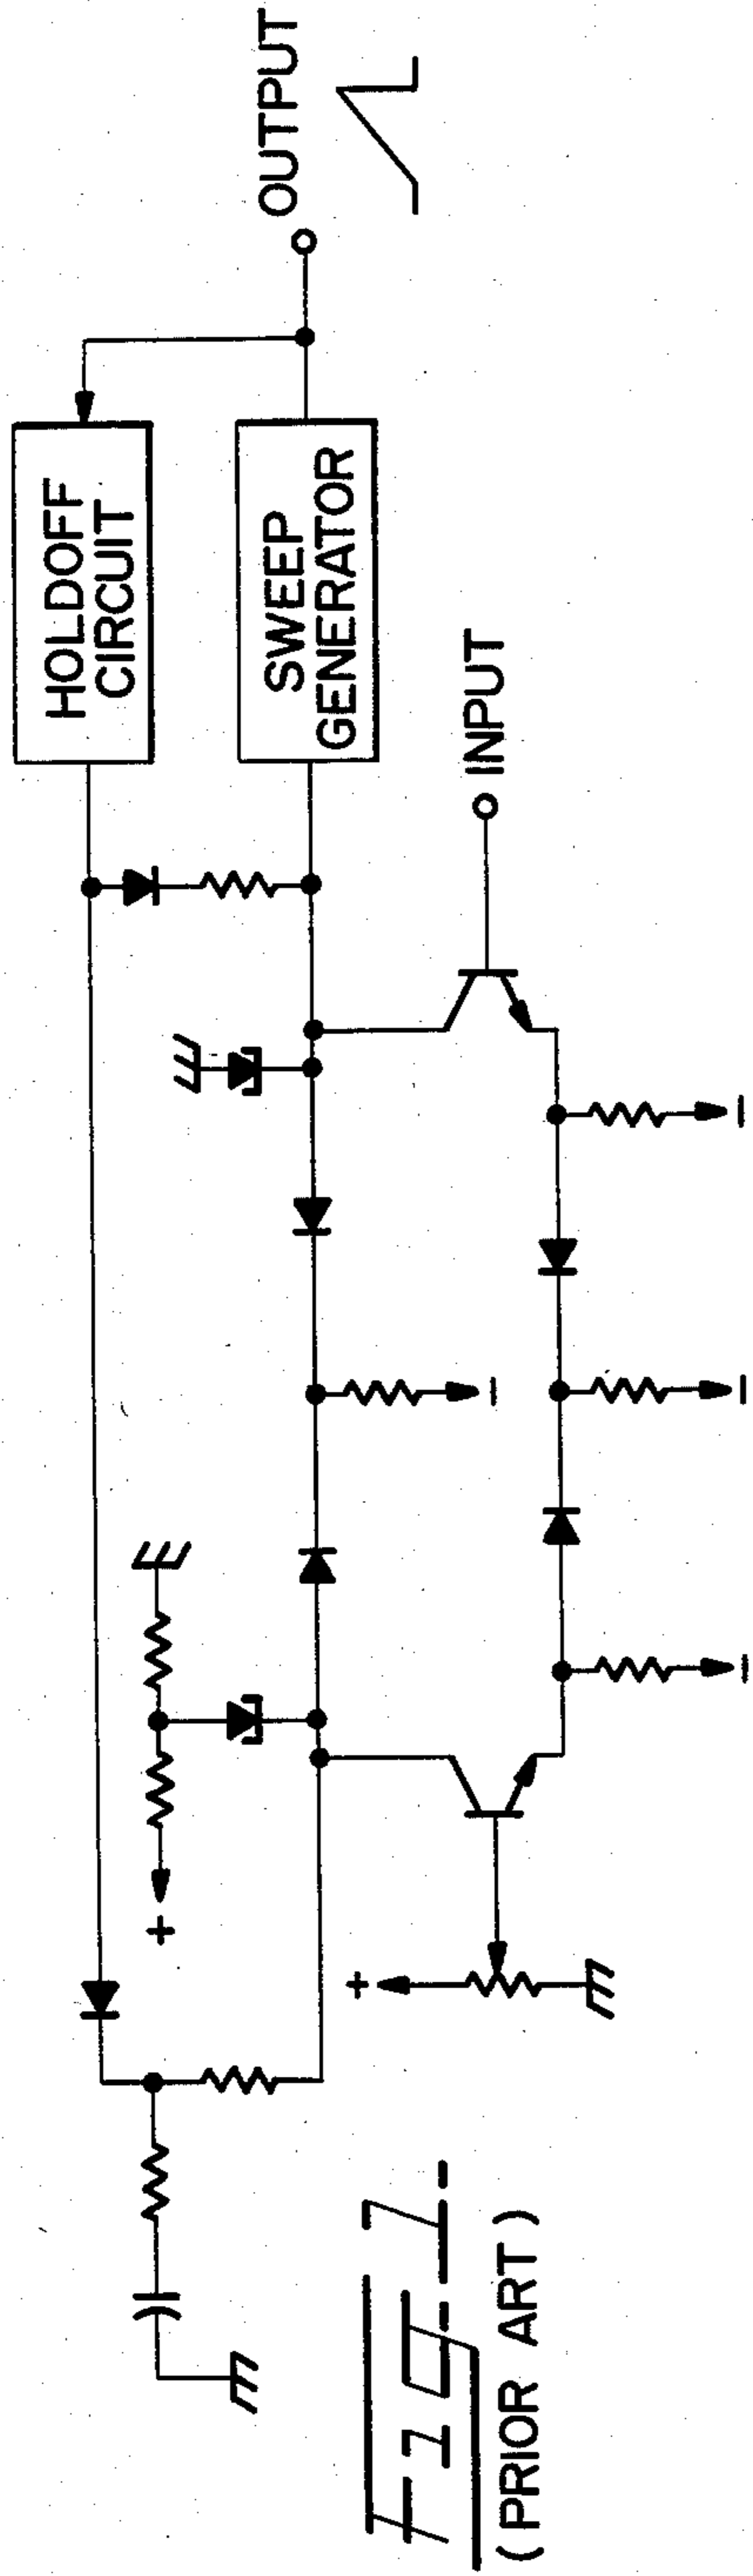 HOLDOFF
CIRCUIT
SWEEP
GENERATOR
OUTPUT
INPUT
+
+
−
−
−
−
FIG-1-
(PRIOR ART)